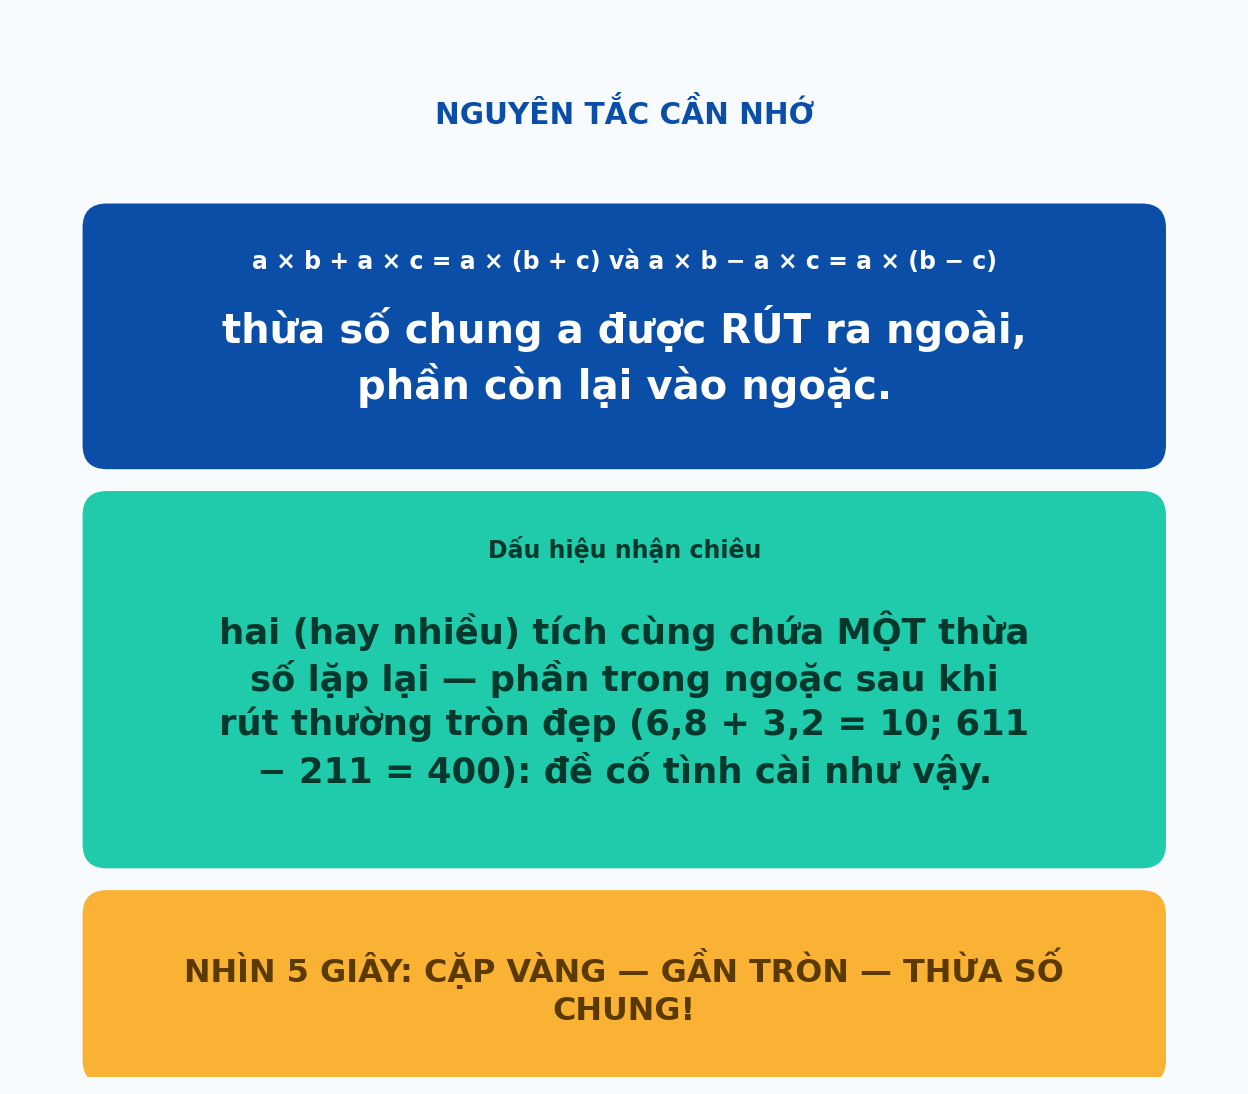 NGUYÊN TẮC CẦN NHỚ
a × b + a × c = a × (b + c) và a × b − a × c = a × (b − c)
thừa số chung a được RÚT ra ngoài,
phần còn lại vào ngoặc.
Dấu hiệu nhận chiêu
hai (hay nhiều) tích cùng chứa MỘT thừa
số lặp lại — phần trong ngoặc sau khi
rút thường tròn đẹp (6,8 + 3,2 = 10; 611
− 211 = 400): đề cố tình cài như vậy.
NHÌN 5 GIÂY: CẶP VÀNG — GẦN TRÒN — THỪA SỐ
CHUNG!